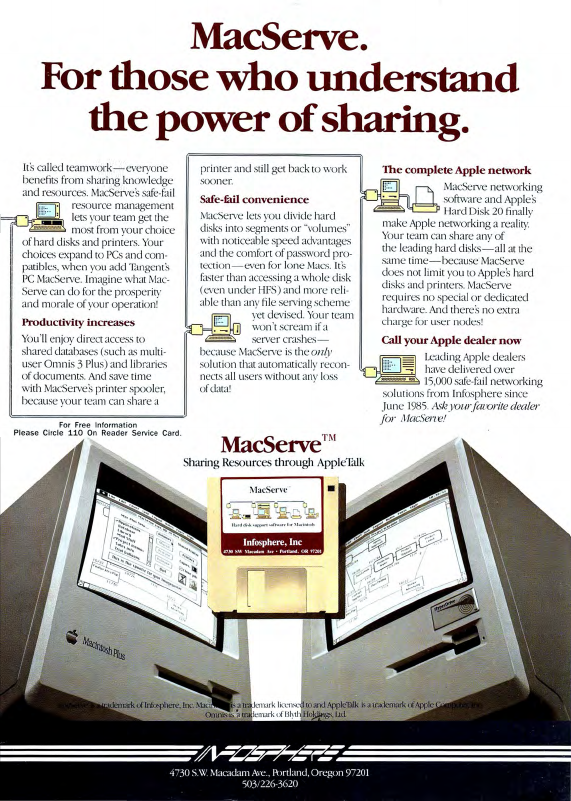 MacServe.
For those who understand
the power of sharing.
It's called teamwork—everyone
benefits from sharing knowledge
and resources. MacServe's safe-fail
resource management
lets your team get the
most from your choice
of hard disks and printers. Your
choices expand to PCs and com-
patibles, when you add Tangent's
PC MacServe. Imagine what Mac-
Serve can do for the prosperity
and morale of your operation!
Productivity increases
You'll enjoy direct access to
shared databases (such as multi-
user Omnis 3 Plus) and libraries
of documents. And save time
with MacServe's printer spooler,
because your team can share a
printer and still get back to work
sooner.
Safe-fail convenience
MacServe lets you divide hard
disks into segments or "volumes"
with noticeable speed advantages
and the comfort of password pro-
tection—even for lone Macs. It's
faster than accessing a whole disk
(even under HFS) and more reli-
able than any file serving scheme
yet devised. Your team
won't scream if a
server crashes—
because MacServe is the only
solution that automatically recon-
nects all users without any loss
of data!
The complete Apple network
MacServe networking
software and Apple's
Hard Disk 20 finally
make Apple networking a reality.
Your team can share any of
the leading hard disks—all at the
same time—because MacServe
does not limit you to Apple's hard
disks and printers. MacServe
requires no special or dedicated
hardware. And there's no extra
charge for user nodes!
Call your Apple dealer now
Leading Apple dealers
have delivered over
15,000 safe-fail networking
solutions from Infosphere since
June 1985. Ask your favorite dealer
for MacServe!
For Free Information
Please Circle 110 On Reader Service Card.
MacServe™
Sharing Resources through AppleTalk
MacServe
Hard disk support software for Macintosh
Infosphere, Inc
4730 SW Macadam Ave • Portland, OR 97201
Macintosh Plus
trademark of Infosphere, Inc. is a trademark licensed to and AppleTalk is a trademark of Apple
Omnis is a trademark of Blyth Holdings, Ltd.
INFOSPHERE
4730 S.W. Macadam Ave., Portland, Oregon 97201
503/226-3620